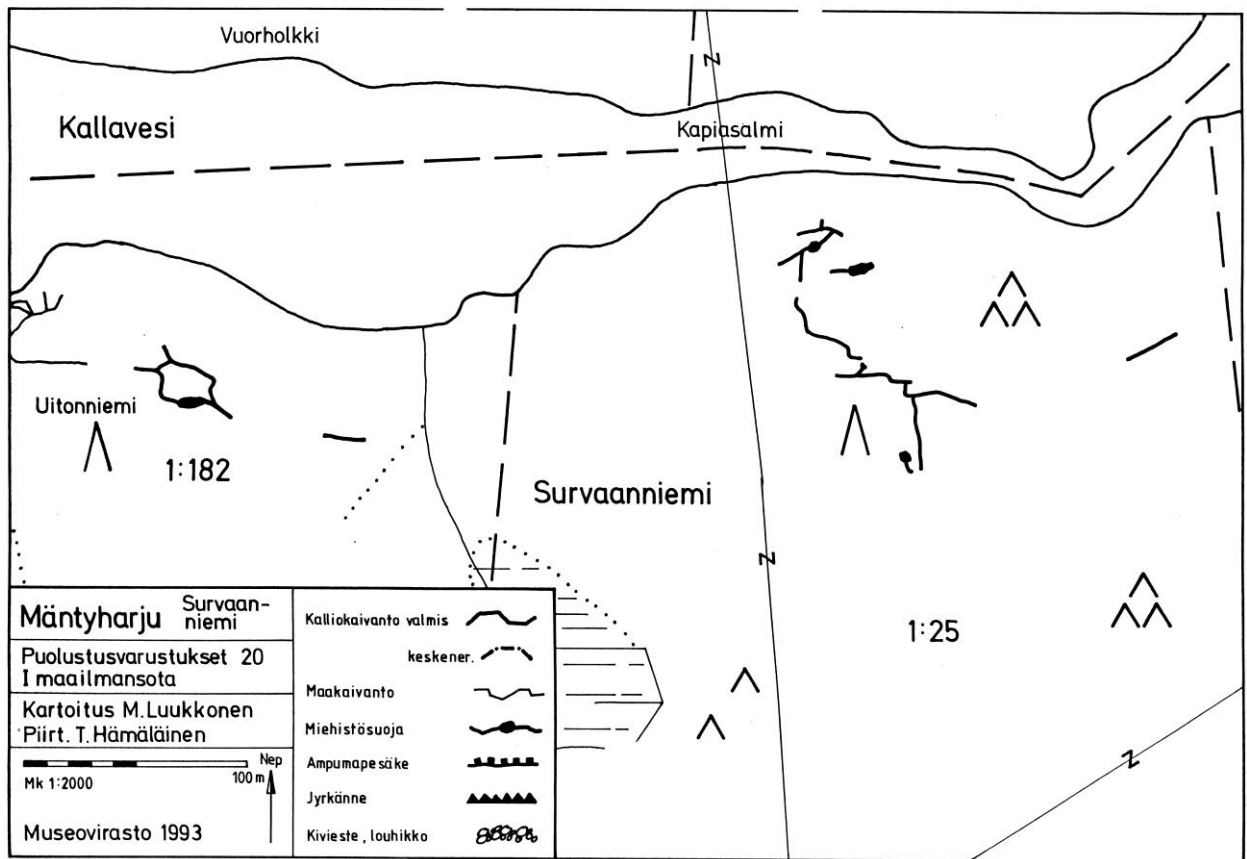 Vuorholkki
Kallavesi
Kapiasalmi
Uitonniemi
1:182
Survaanniemi
1:25
Mäntyharju Survaan-
niemi
Puolustusvarustukset 20
I maailmansota
Kartoitus M.Luukkonen
Piirt. T. Hämäläinen
Mk 1:2000
100 m
Nep
Museovirasto 1993
Kalliokaivanto valmis
keskener.
Maakaivanto
Miehistösuoja
Ampumapesäke
Jyrkänne
Kivieste, louhikko
Z
Z
Z